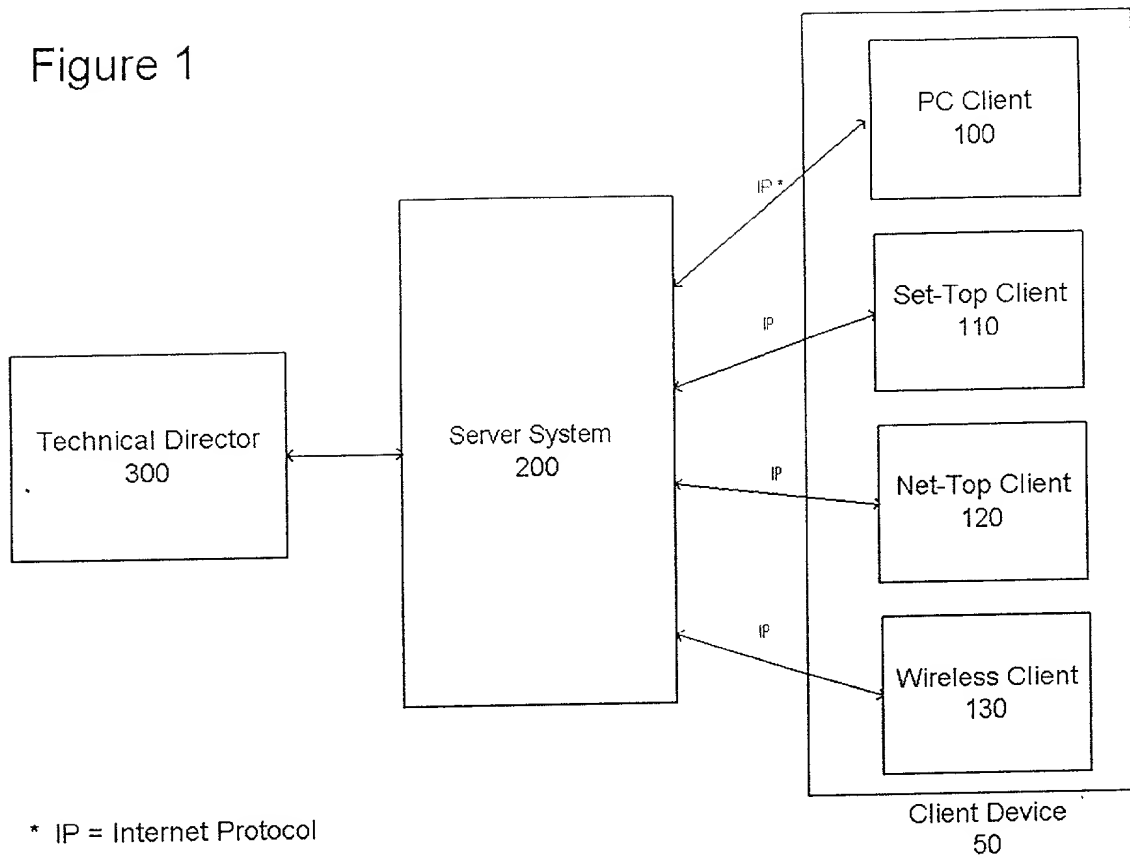 Figure 1
PC Client
100
IP *
Set-Top Client
110
IP
Technical Director
300
Server System
200
Net-Top Client
120
IP
Wireless Client
130
IP
Client Device
50
* IP = Internet Protocol